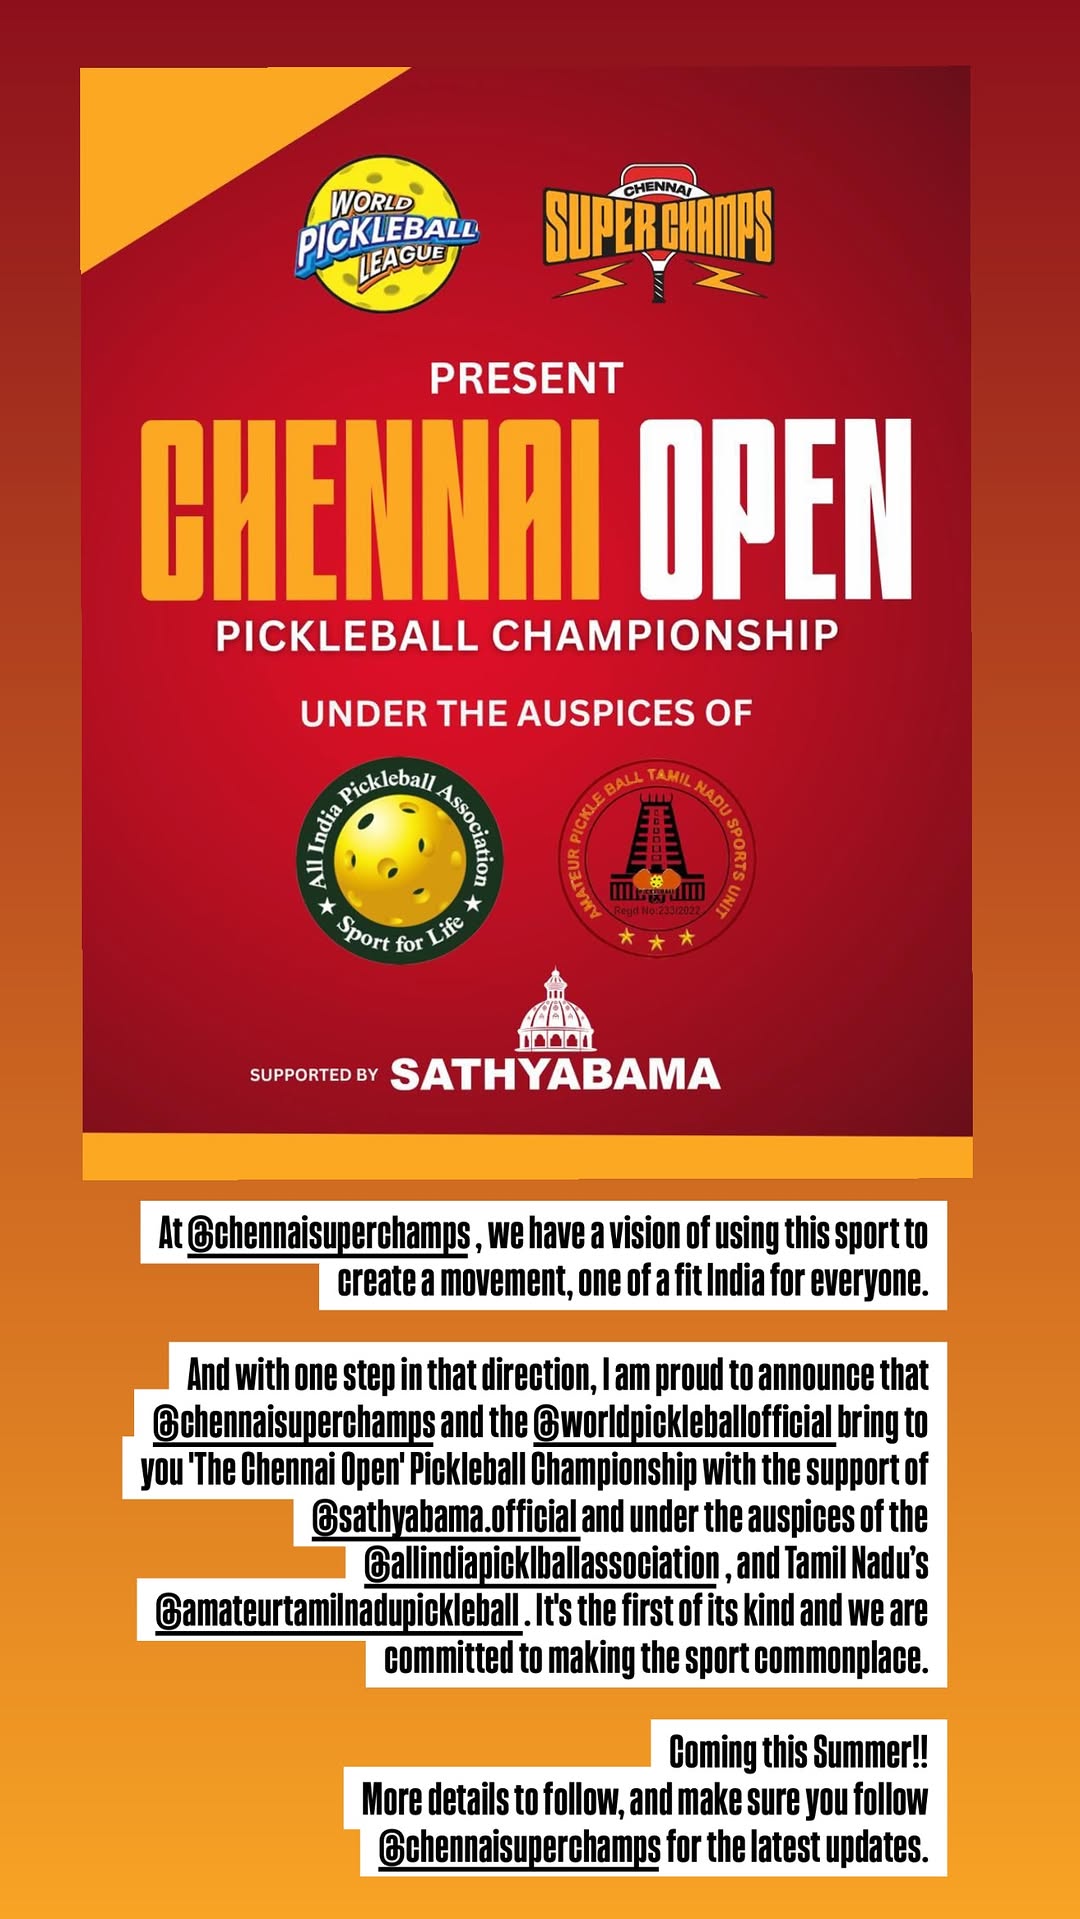 WORLD
PICKLEBALL
LEAGUE
CHENNAI
SUPER CHAMPS
PRESENT
CHENNAI OPEN
PICKLEBALL CHAMPIONSHIP
UNDER THE AUSPICES OF
All India Pickleball Association
Sport for Life
AMATEUR PICKLE BALL TAMIL NADU SPORTS UNIT
PICKLEBALL
Regd No:233/2022
SUPPORTED BY SATHYABAMA
At @chennaisuperchamps , we have a vision of using this sport to
create a movement, one of a fit India for everyone.
And with one step in that direction, I am proud to announce that
@chennaisuperchamps and the @worldpickleballofficial bring to
you 'The Chennai Open' Pickleball Championship with the support of
@sathyabama.official and under the auspices of the
@allindiapicklballassociation , and Tamil Nadu’s
@amateurtamilnadupickleball . It's the first of its kind and we are
committed to making the sport commonplace.
Coming this Summer!!
More details to follow, and make sure you follow
@chennaisuperchamps for the latest updates.